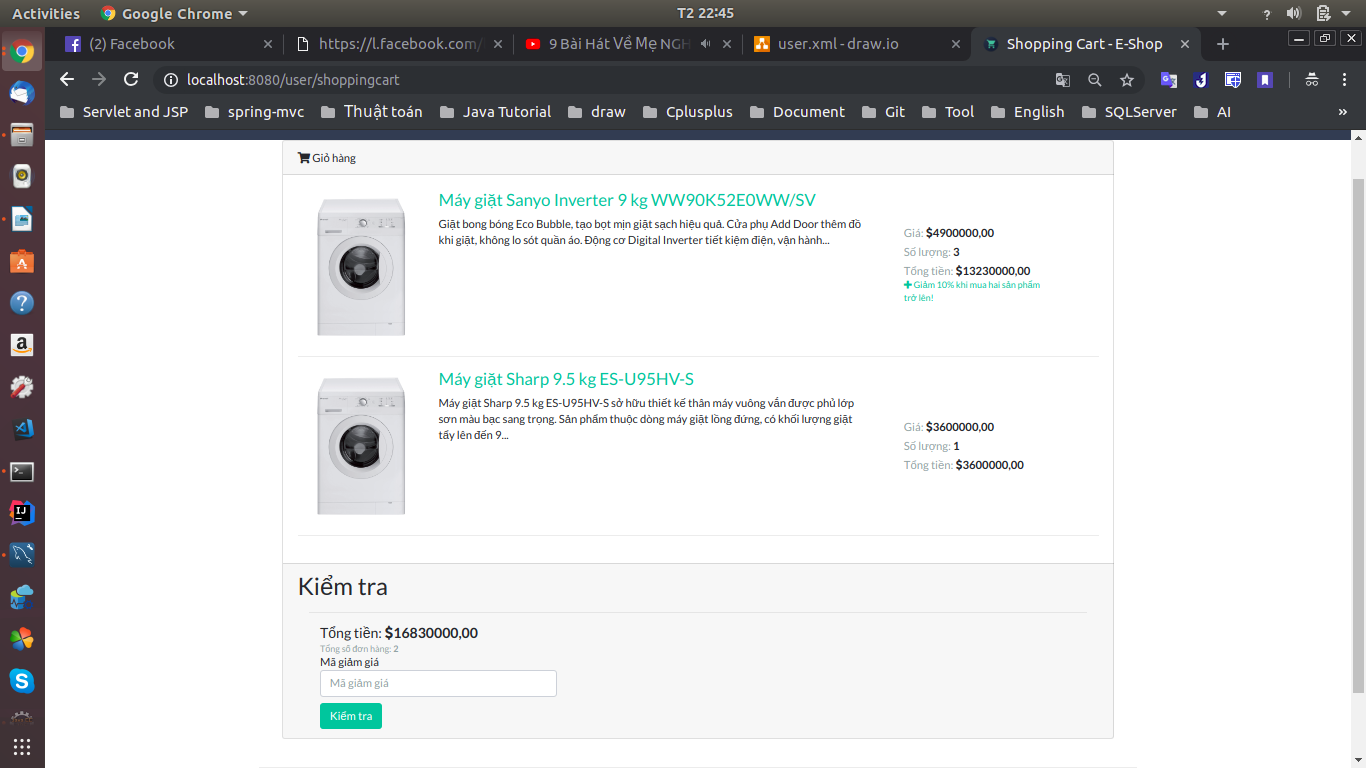 Activities
Google Chrome
T2 22:45
?
(2) Facebook
https://l.facebook.com/
9 Bài Hát Về Mẹ NGH
user.xml - draw.io
Shopping Cart - E-Shop
localhost:8080/user/shoppingcart
Servlet and JSP
spring-mvc
Thuật toán
Java Tutorial
draw
Cplusplus
Document
Git
Tool
English
SQLServer
AI
»
Giỏ hàng
Máy giặt Sanyo Inverter 9 kg WW90K52E0WW/SV
Giặt bong bóng Eco Bubble, tạo bọt mịn giặt sạch hiệu quả. Cửa phụ Add Door thêm đồ
khi giặt, không lo sót quần áo. Động cơ Digital Inverter tiết kiệm điện, vận hành...
Giá: $4900000,00
Số lượng: 3
Tổng tiền: $13230000,00
Giảm 10% khi mua hai sản phẩm
trở lên!
Máy giặt Sharp 9.5 kg ES-U95HV-S
Máy giặt Sharp 9.5 kg ES-U95HV-S sở hữu thiết kế thân máy vuông vắn được phủ lớp
sơn màu bạc sang trọng. Sản phẩm thuộc dòng máy giặt lồng đứng, có khối lượng giặt
tẩy lên đến 9...
Giá: $3600000,00
Số lượng: 1
Tổng tiền: $3600000,00
Kiểm tra
Tổng tiền: $16830000,00
Tổng số đơn hàng: 2
Mã giảm giá
Mã giảm giá
Kiểm tra